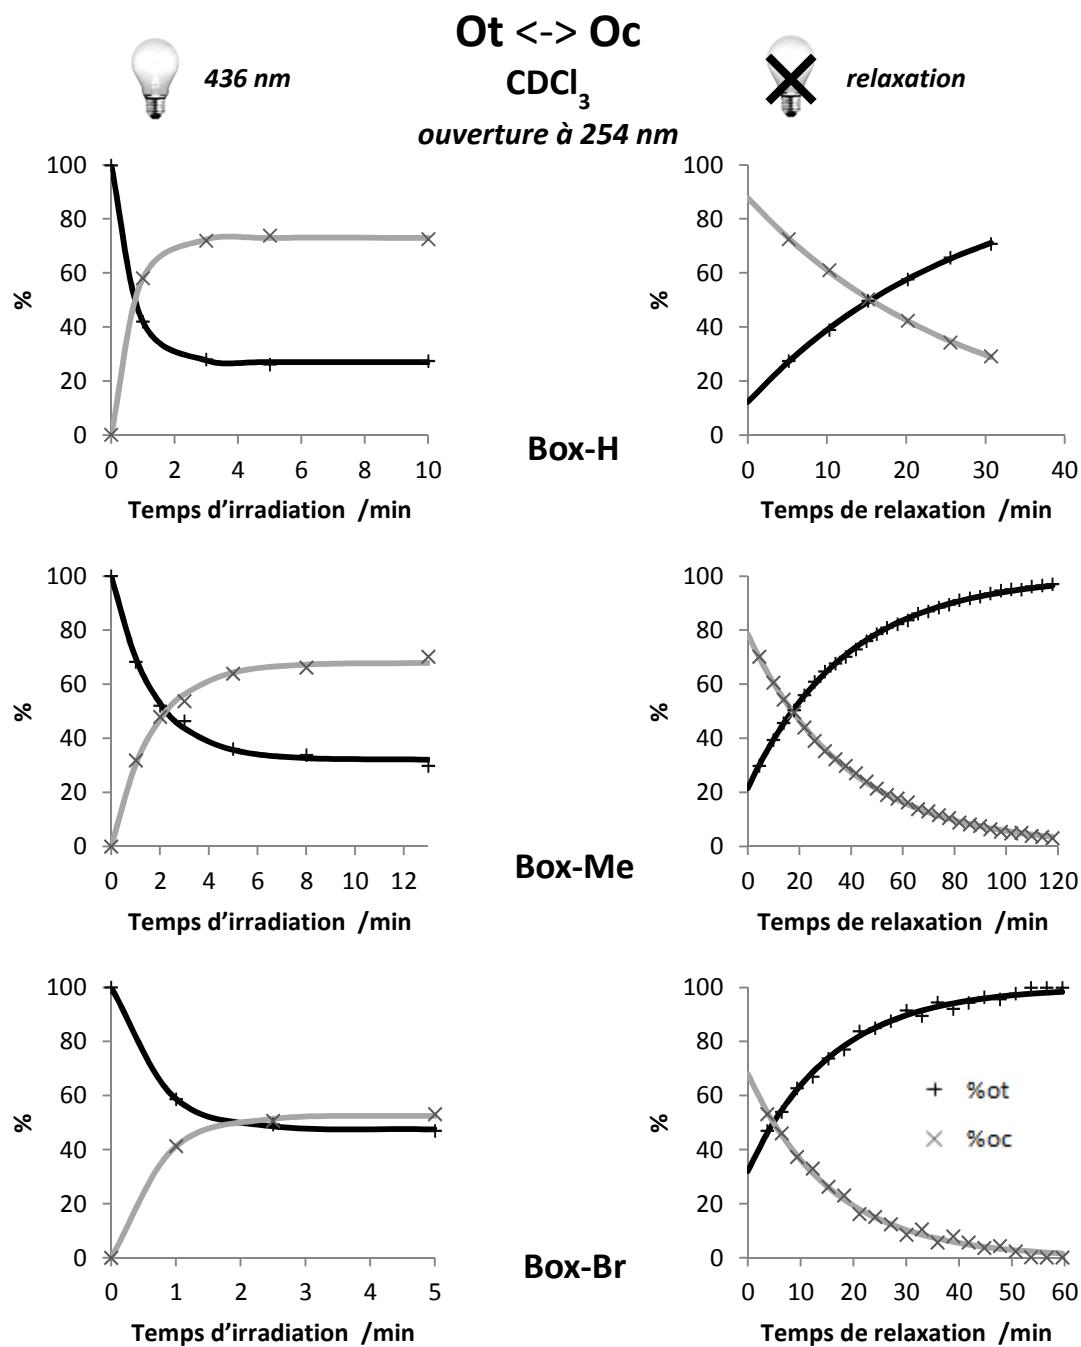 Ot <-> Oc
436 nm
CDCl3
relaxation
ouverture à 254 nm
100
80
60
40
20
0
%
0 2 4 6 8 10
Temps d'irradiation /min
Box-H
100
80
60
40
20
0
%
0 10 20 30 40
Temps de relaxation /min
100
80
60
40
20
0
%
0 2 4 6 8 10 12
Temps d'irradiation /min
Box-Me
100
80
60
40
20
0
%
0 20 40 60 80 100 120
Temps de relaxation /min
100
80
60
40
20
0
%
0 1 2 3 4 5
Temps d'irradiation /min
Box-Br
100
80
60
40
20
0
%
%ot
%oc
0 10 20 30 40 50 60
Temps de relaxation /min